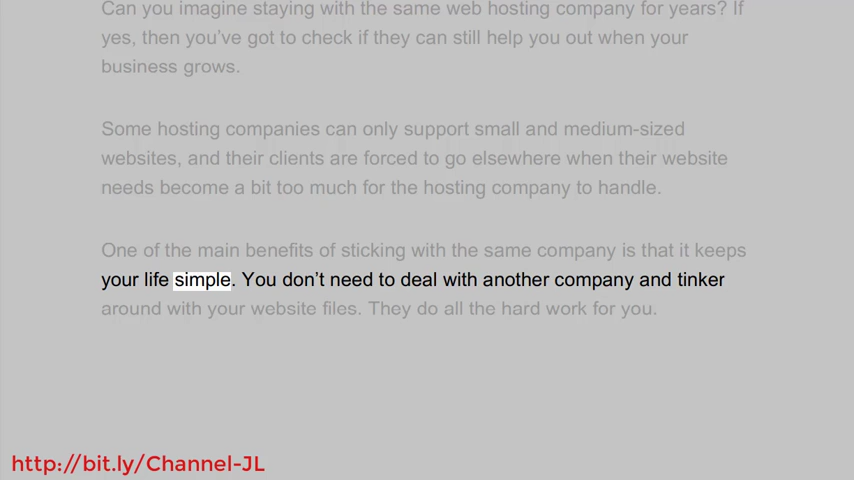 Can you imagine staying with the same web hosting company for years? If
yes, then you've got to check if they can still help you out when your
business grows.
Some hosting companies can only support small and medium-sized
websites, and their clients are forced to go elsewhere when their website
needs become a bit too much for the hosting company to handle.
One of the main benefits of sticking with the same company is that it keeps
your life simple. You don't need to deal with another company and tinker
around with your website files. They do all the hard work for you.
http://bit.ly/Channel-JL